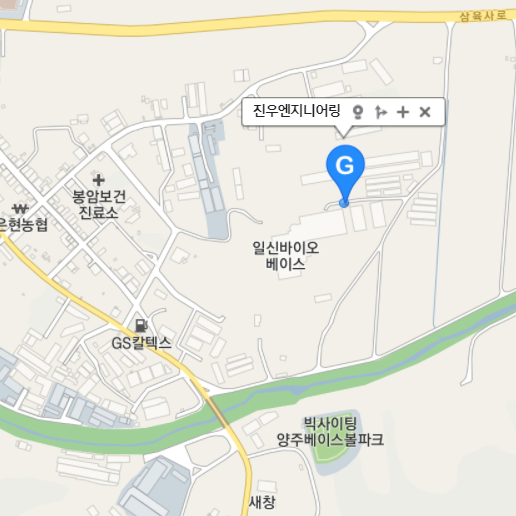 삼육사로
진우엔지니어링
G
봉암보건
진료소
은현농협
일신바이오
베이스
GS칼텍스
빅사이팅
양주베이스볼파크
새창